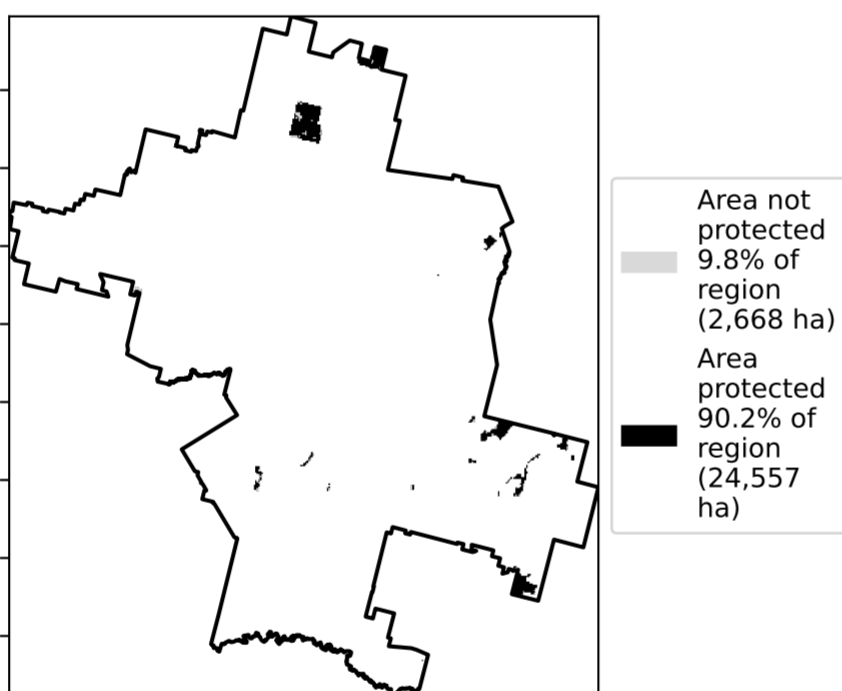 Area not
protected
9.8% of
region
(2,668 ha)
Area
protected
90.2% of
region
(24,557
ha)